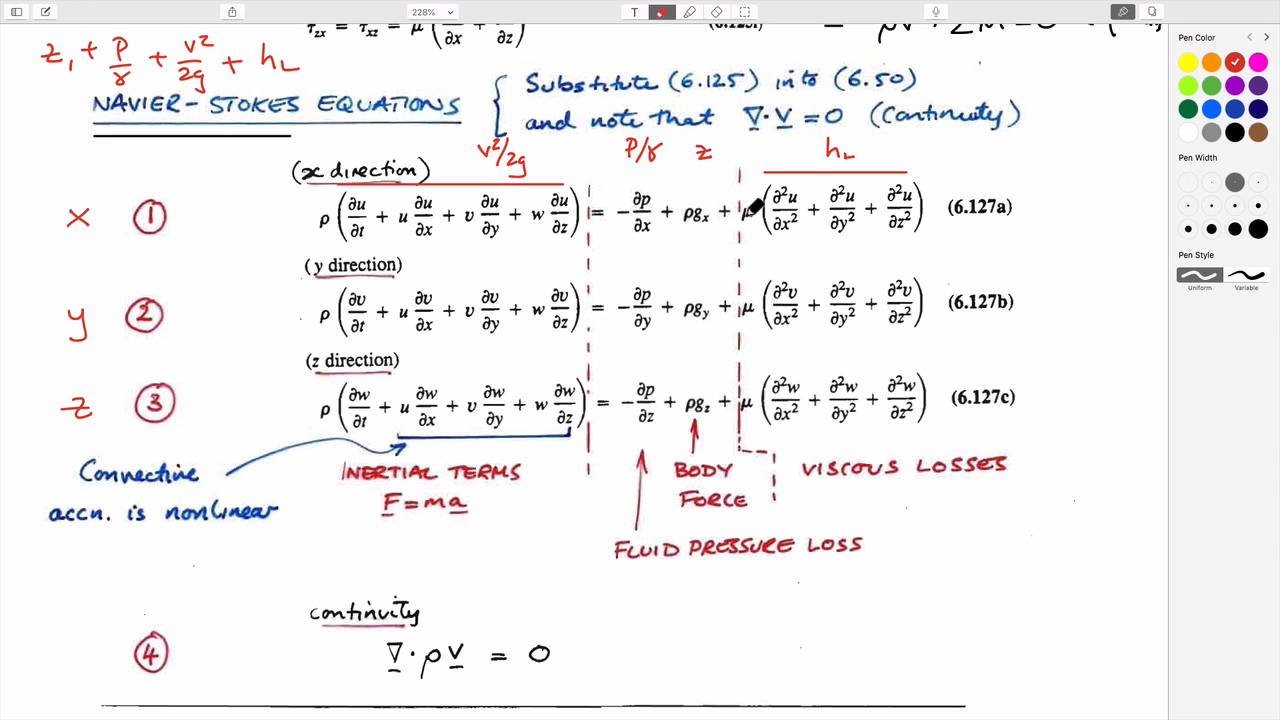 228%
T
τzx = τxz = μ (∂x + ∂z)
z₁ + P/γ + V²/2g + hL
NAVIER-STOKES EQUATIONS
Substitute (6.125) into (6.50)
and note that ∇·V = 0 (Continuity)
V²/2g P/γ z hL
(x direction)
x ① ρ(∂u/∂t + u ∂u/∂x + v ∂u/∂y + w ∂u/∂z) = −∂p/∂x + ρgx + μ(∂²u/∂x² + ∂²u/∂y² + ∂²u/∂z²) (6.127a)
(y direction)
y ② ρ(∂v/∂t + u ∂v/∂x + v ∂v/∂y + w ∂v/∂z) = −∂p/∂y + ρgy + μ(∂²v/∂x² + ∂²v/∂y² + ∂²v/∂z²) (6.127b)
(z direction)
z ③ ρ(∂w/∂t + u ∂w/∂x + v ∂w/∂y + w ∂w/∂z) = −∂p/∂z + ρgz + μ(∂²w/∂x² + ∂²w/∂y² + ∂²w/∂z²) (6.127c)
Connective
accn. is nonlinear
INERTIAL TERMS
F = ma
BODY
FORCE
VISCOUS LOSSES
FLUID PRESSURE LOSS
continuity
④ ∇·ρV = 0
Pen Color
Pen Width
Pen Style
Uniform
Variable